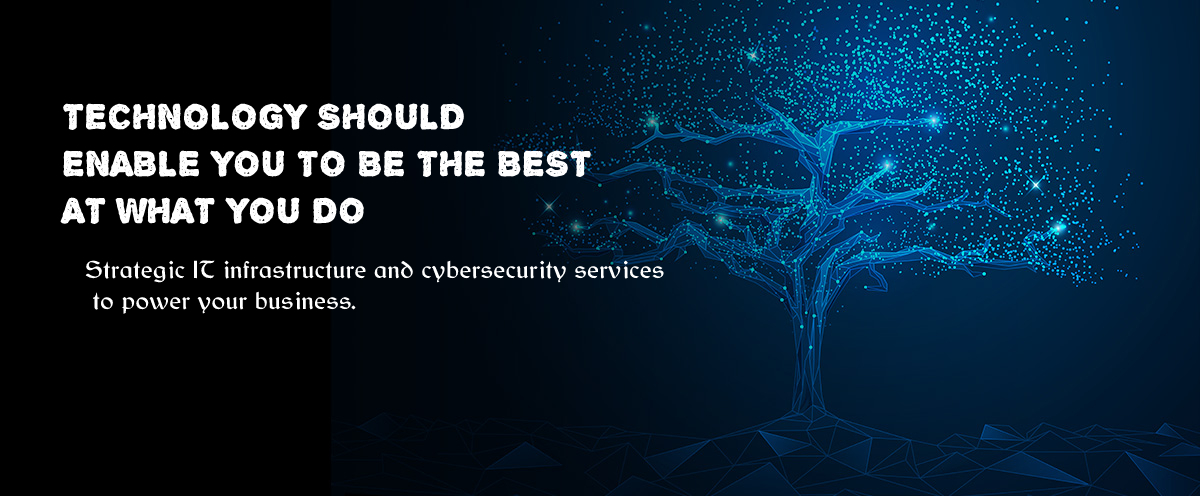 TECHNOLOGY SHOULD
ENABLE YOU TO BE THE BEST
AT WHAT YOU DO
Strategic IT infrastructure and cybersecurity services
to power your business.